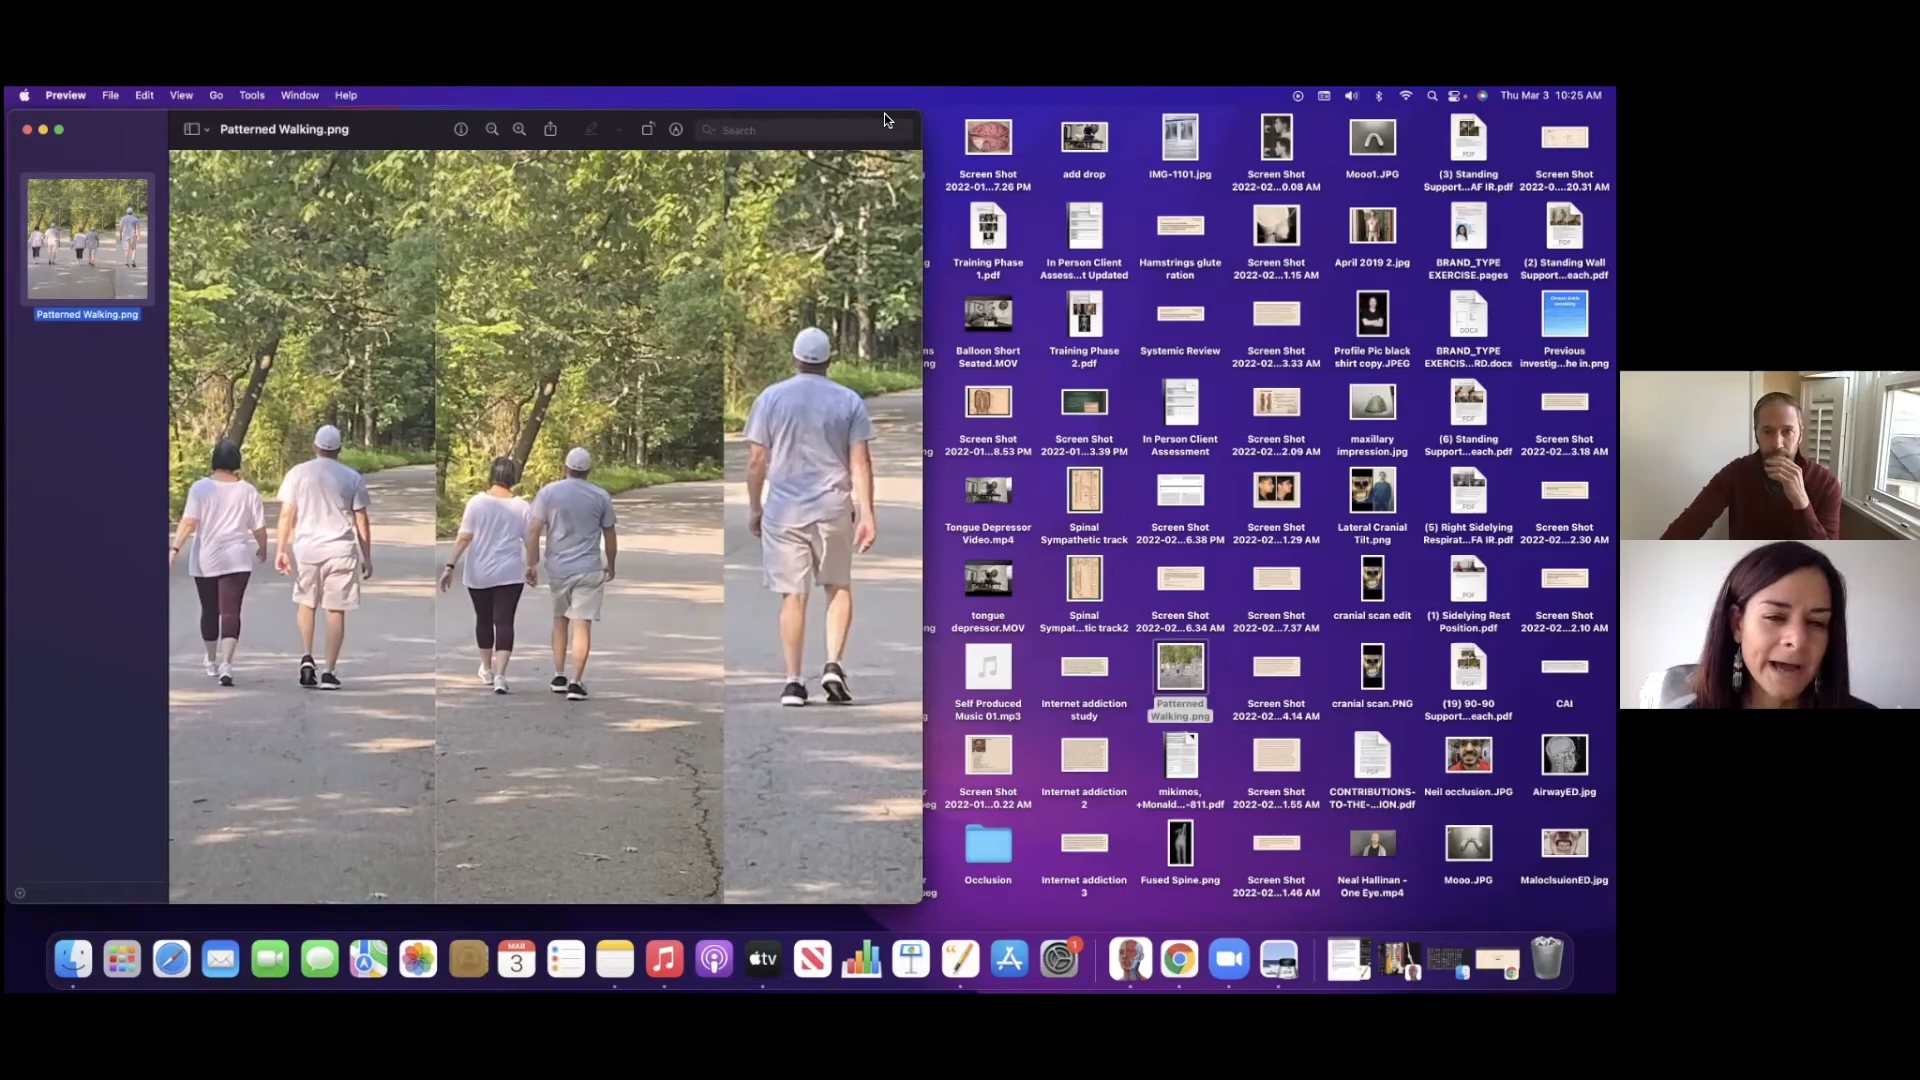 Preview File Edit View Go Tools Window Help
Thu Mar 3 10:25 AM
Patterned Walking.png
Search
Patterned Walking.png
Screen Shot
2022-01...7.26 PM
add drop
IMG-1101.jpg
Screen Shot
2022-02...0.08 AM
Mooo1.JPG
(3) Standing
Support...AF IR.pdf
Screen Shot
2022-0....20.31 AM
Training Phase
1.pdf
In Person Client
Assess...t Updated
Hamstrings glute
ration
Screen Shot
2022-02...1.15 AM
April 2019 2.jpg
BRAND_TYPE
EXERCISE.pages
(2) Standing Wall
Support...each.pdf
Balloon Short
Seated.MOV
Training Phase
2.pdf
Systemic Review
Screen Shot
2022-02...3.33 AM
Profile Pic black
shirt copy.JPEG
BRAND_TYPE
EXERCIS...RD.docx
Previous
investig...he in.png
Screen Shot
2022-01...8.53 PM
Screen Shot
2022-01...3.39 PM
In Person Client
Assessment
Screen Shot
2022-02...2.09 AM
maxillary
impression.jpg
(6) Standing
Support...each.pdf
Screen Shot
2022-02...3.18 AM
Tongue Depressor
Video.mp4
Spinal
Sympathetic track
Screen Shot
2022-02...6.38 PM
Screen Shot
2022-02...1.29 AM
Lateral Cranial
Tilt.png
(5) Right Sidelying
Respirat...FA IR.pdf
Screen Shot
2022-02...2.30 AM
tongue
depressor.MOV
Spinal
Sympat...tic track2
Screen Shot
2022-02...6.34 AM
Screen Shot
2022-02...7.37 AM
cranial scan edit
(1) Sidelying Rest
Position.pdf
Screen Shot
2022-02...2.10 AM
Self Produced
Music 01.mp3
Internet addiction
study
Patterned
Walking.png
Screen Shot
2022-02...4.14 AM
cranial scan.PNG
(19) 90-90
Support...each.pdf
CAI
Screen Shot
2022-01...0.22 AM
Internet addiction
2
mikimos,
+Monald...-811.pdf
Screen Shot
2022-02...1.55 AM
CONTRIBUTIONS-
TO-THE-...ION.pdf
Neil occlusion.JPG
AirwayED.jpg
Occlusion
Internet addiction
3
Fused Spine.png
Screen Shot
2022-02...1.46 AM
Neal Hallinan -
One Eye.mp4
Mooo.JPG
MaloclsuionED.jpg
MAR
3
tv
1